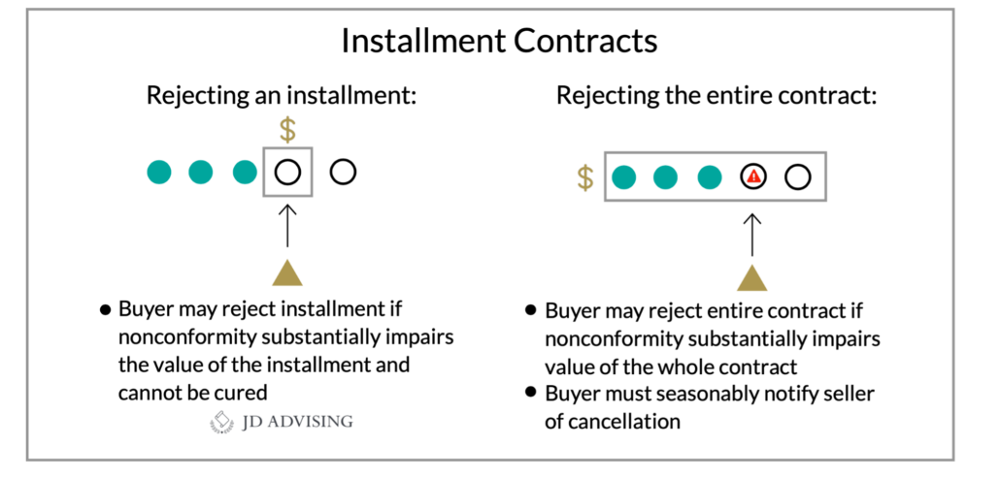 Installment Contracts
Rejecting an installment:
$
• Buyer may reject installment if
nonconformity substantially impairs
the value of the installment and
cannot be cured
JD ADVISING
Rejecting the entire contract:
$
• Buyer may reject entire contract if
nonconformity substantially impairs
value of the whole contract
• Buyer must seasonably notify seller
of cancellation